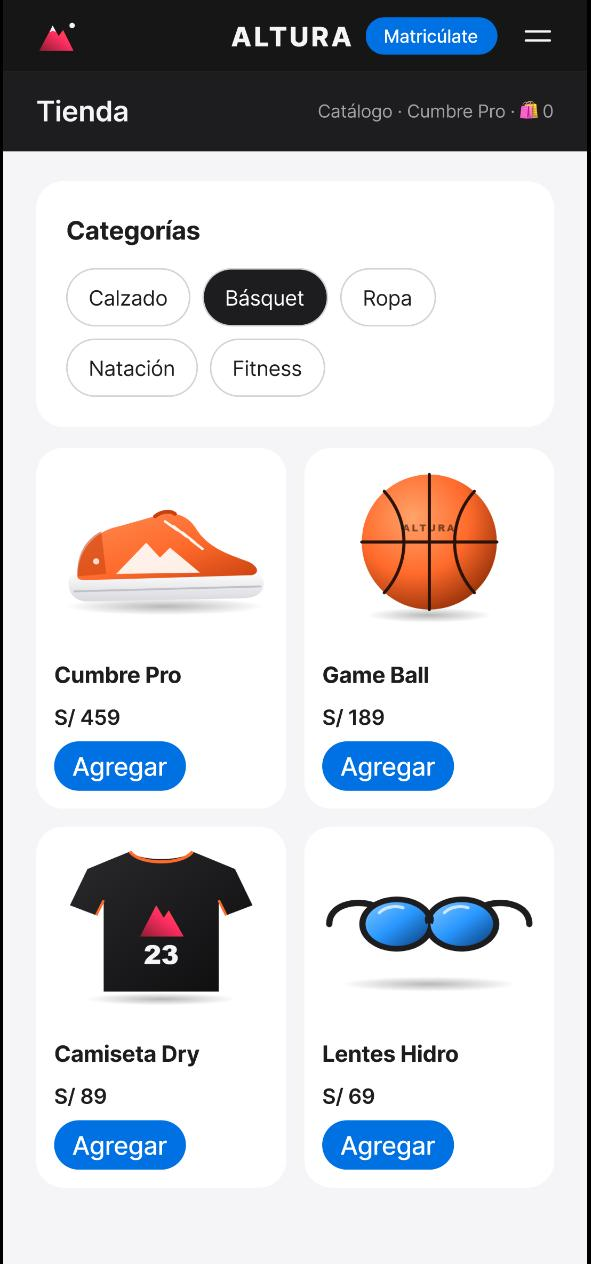 ALTURA Matricúlate
Tienda Catálogo · Cumbre Pro · 🛍️ 0
Categorías
Calzado Básquet Ropa
Natación Fitness
ALTURA
Cumbre Pro Game Ball
S/ 459 S/ 189
Agregar Agregar
23
Camiseta Dry Lentes Hidro
S/ 89 S/ 69
Agregar Agregar